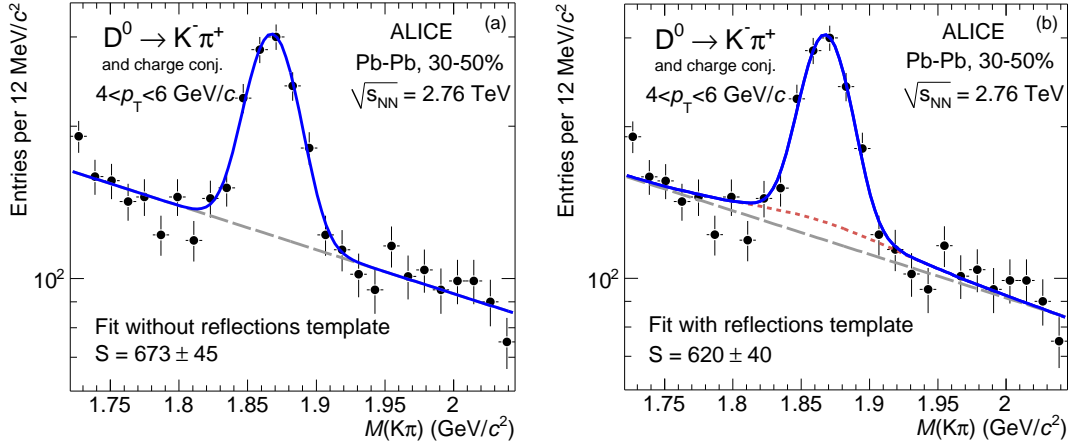 Entries per 12 MeV/c²
(a)
D⁰ → K⁻π⁺
and charge conj.
4<p_T<6 GeV/c
ALICE
Pb-Pb, 30-50%
√s_NN = 2.76 TeV
10²
Fit without reflections template
S = 673 ± 45
1.75 1.8 1.85 1.9 1.95 2
M(Kπ) (GeV/c²)
Entries per 12 MeV/c²
(b)
D⁰ → K⁻π⁺
and charge conj.
4<p_T<6 GeV/c
ALICE
Pb-Pb, 30-50%
√s_NN = 2.76 TeV
10²
Fit with reflections template
S = 620 ± 40
1.75 1.8 1.85 1.9 1.95 2
M(Kπ) (GeV/c²)